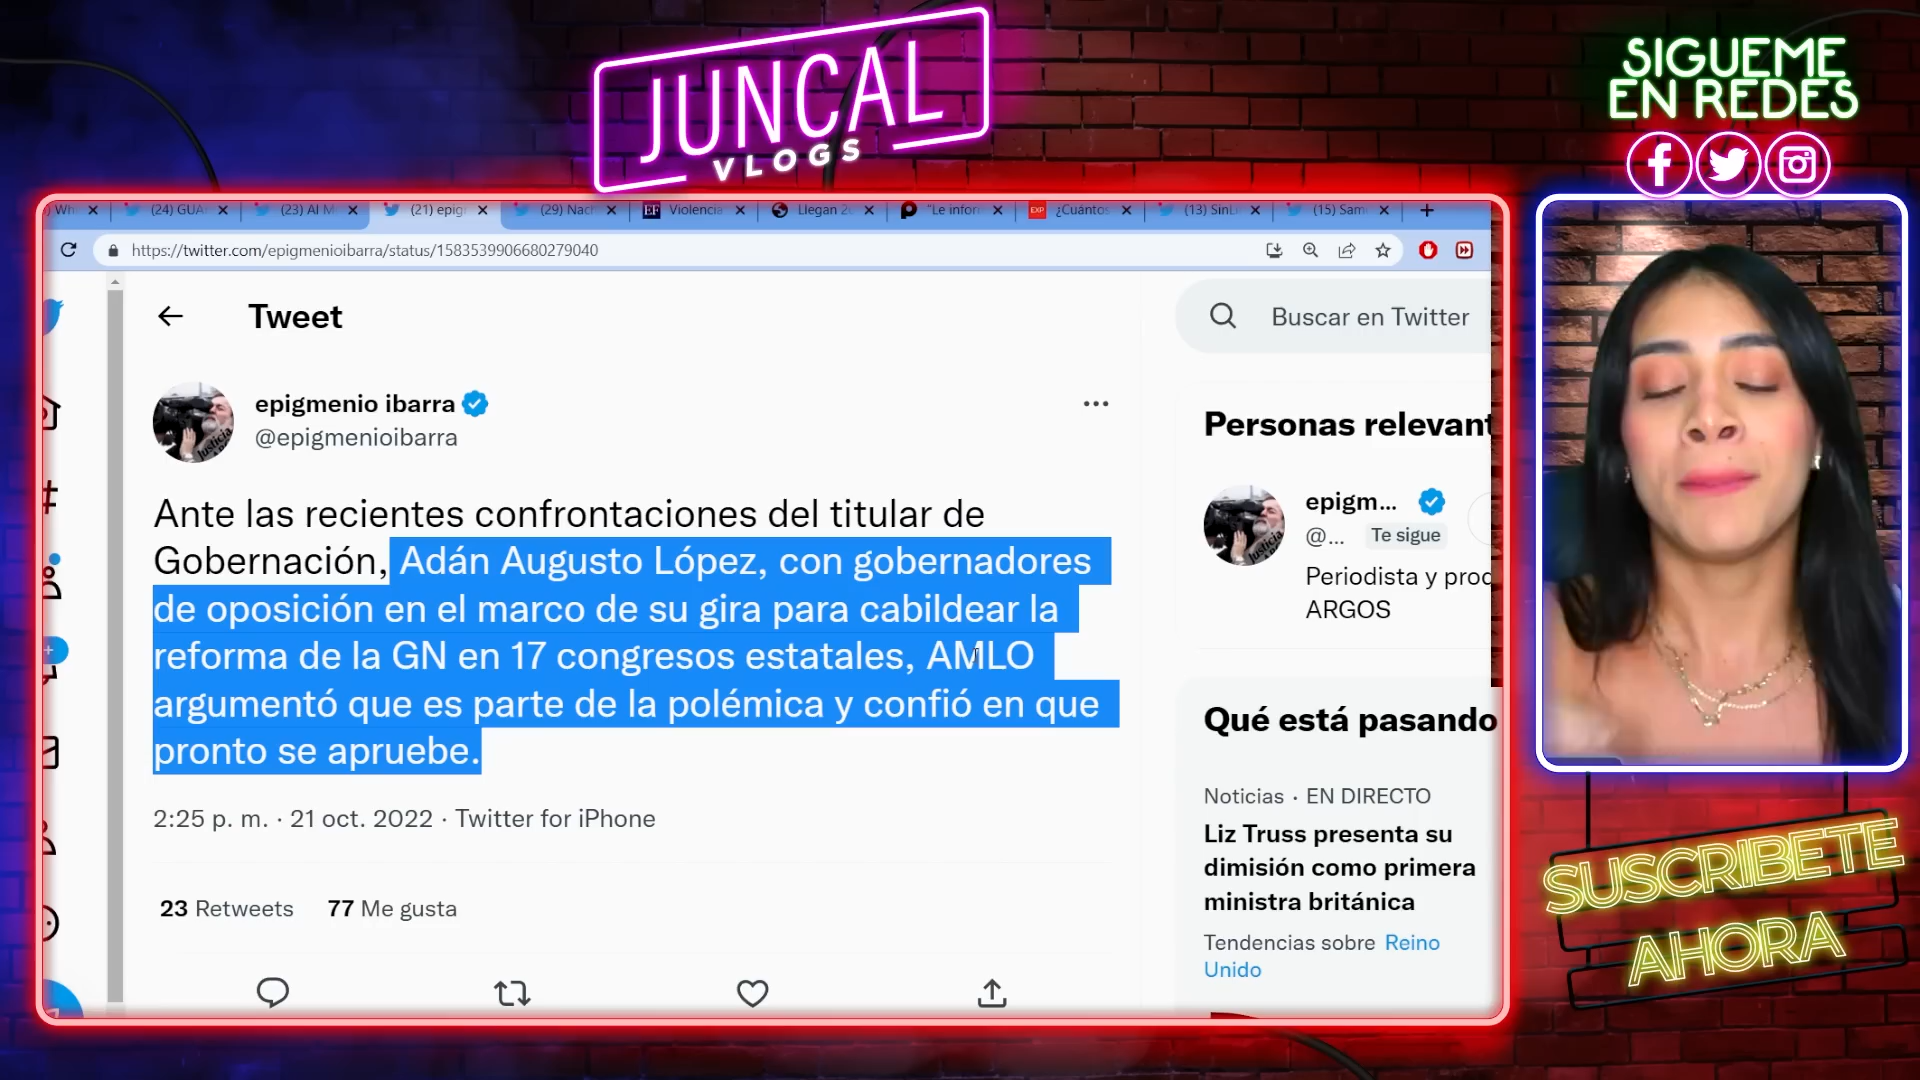 JUNCAL
VLOGS
SIGUEME
EN REDES
Wh
(24) GUA
(23) Al M
(21) epig
(29) Nac
EF Violencia
Llegan 2
"Le infor
EXP ¿Cuántos
(13) SinL
(15) Sam
https://twitter.com/epigmenioibarra/status/1583539906680279040
Tweet
Buscar en Twitter
epigmenio ibarra
@epigmenioibarra
Ante las recientes confrontaciones del titular de
Gobernación, Adán Augusto López, con gobernadores
de oposición en el marco de su gira para cabildear la
reforma de la GN en 17 congresos estatales, AMLO
argumentó que es parte de la polémica y confió en que
pronto se apruebe.
2:25 p. m. · 21 oct. 2022 · Twitter for iPhone
23 Retweets 77 Me gusta
Personas relevant
epigm...
@... Te sigue
Periodista y prod
ARGOS
Qué está pasando
Noticias · EN DIRECTO
Liz Truss presenta su
dimisión como primera
ministra británica
Tendencias sobre Reino
Unido
SUSCRIBETE
AHORA